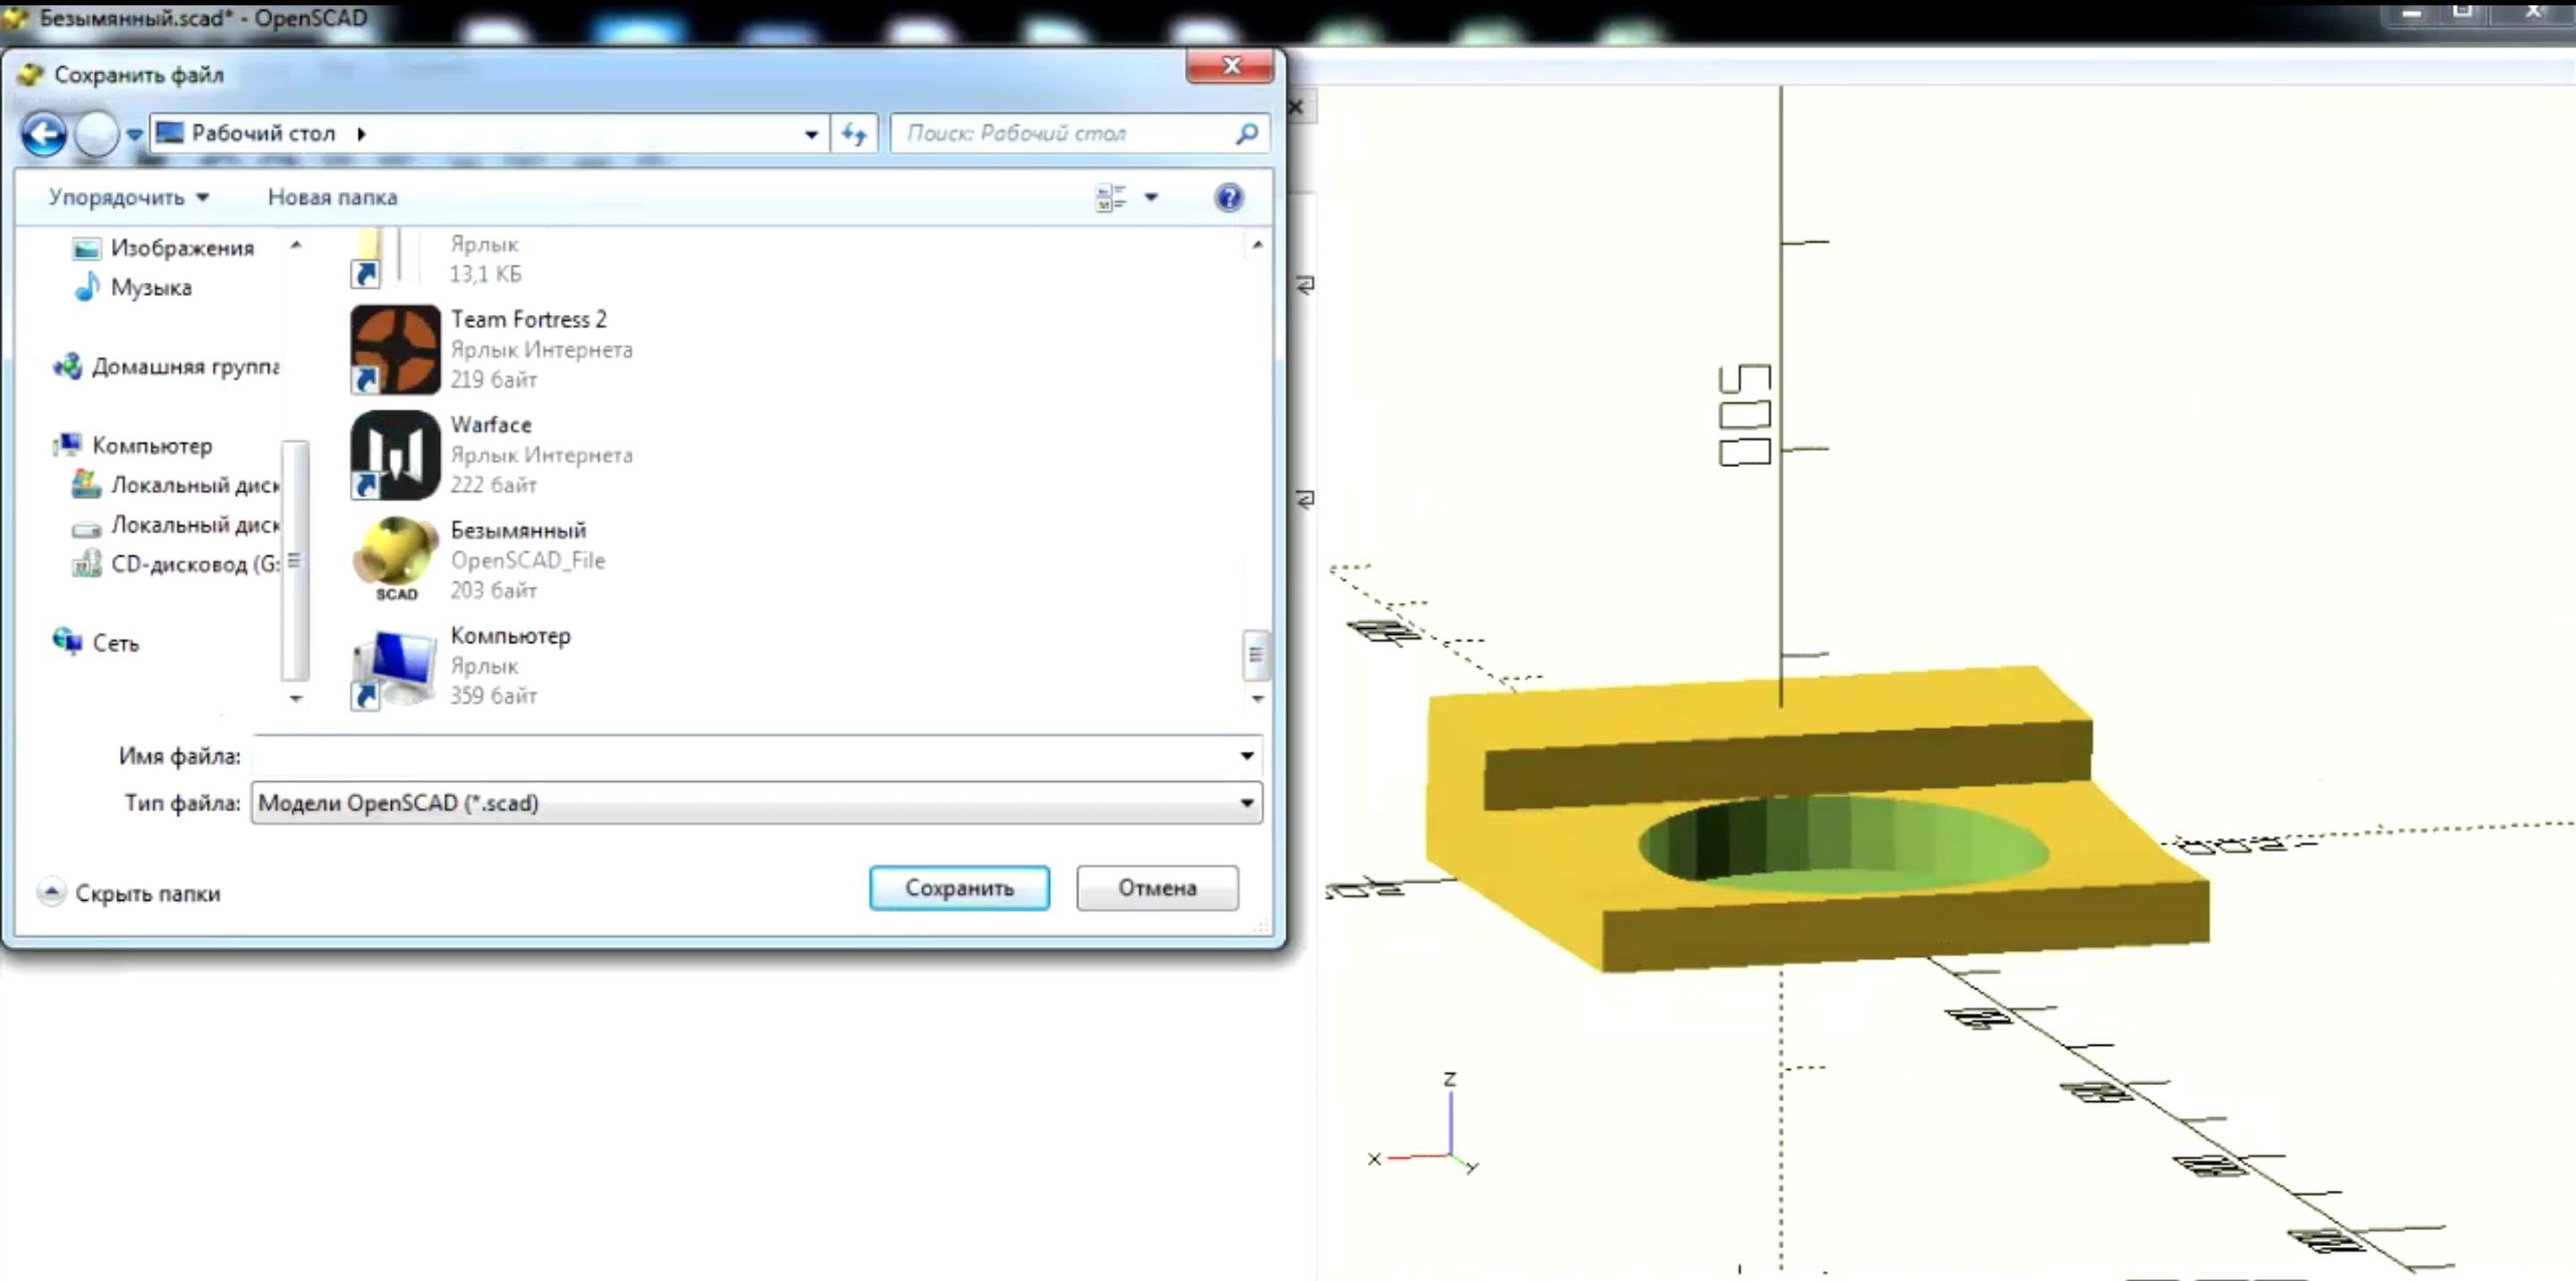 Безымянный.scad* - OpenSCAD
Сохранить файл
Рабочий стол
Поиск: Рабочий стол
Упорядочить
Новая папка
Изображения
Музыка
Домашняя группа
Компьютер
Локальный диск
Локальный диск
CD-дисковод (G:
Сеть
Ярлык
13,1 КБ
Team Fortress 2
Ярлык Интернета
219 байт
Warface
Ярлык Интернета
222 байт
SCAD
Безымянный
OpenSCAD_File
203 байт
Компьютер
Ярлык
359 байт
Имя файла:
Тип файла: Модели OpenSCAD (*.scad)
Скрыть папки
Сохранить
Отмена
500
z
x
Y